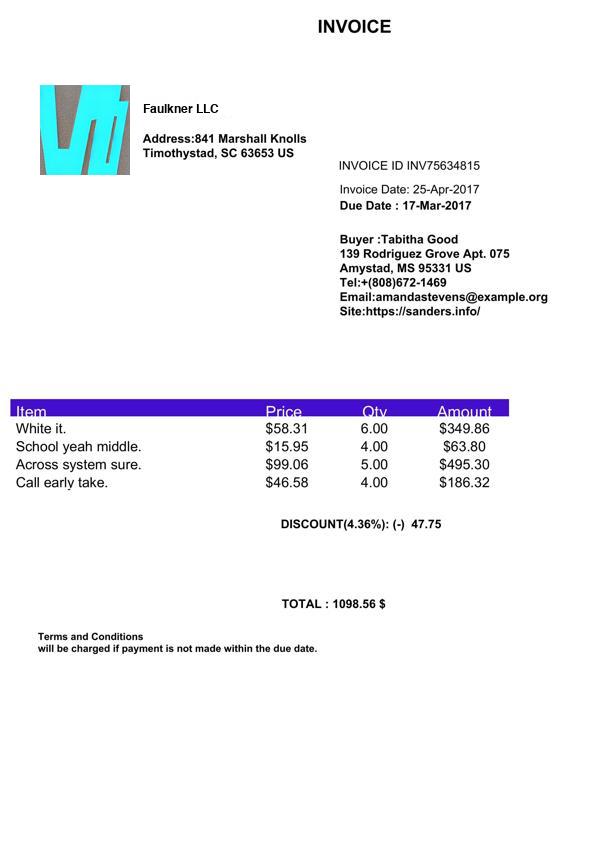 INVOICE
Faulkner LLC
Address:841 Marshall Knolls
Timothystad, SC 63653 US
INVOICE ID INV75634815
Invoice Date: 25-Apr-2017
Due Date : 17-Mar-2017
Buyer :Tabitha Good
139 Rodriguez Grove Apt. 075
Amystad, MS 95331 US
Tel:+(808)672-1469
Email:amandastevens@example.org
Site:https://sanders.info/
Item Price Qty Amount
White it. $58.31 6.00 $349.86
School yeah middle. $15.95 4.00 $63.80
Across system sure. $99.06 5.00 $495.30
Call early take. $46.58 4.00 $186.32
DISCOUNT(4.36%): (-) 47.75
TOTAL : 1098.56 $
Terms and Conditions
will be charged if payment is not made within the due date.